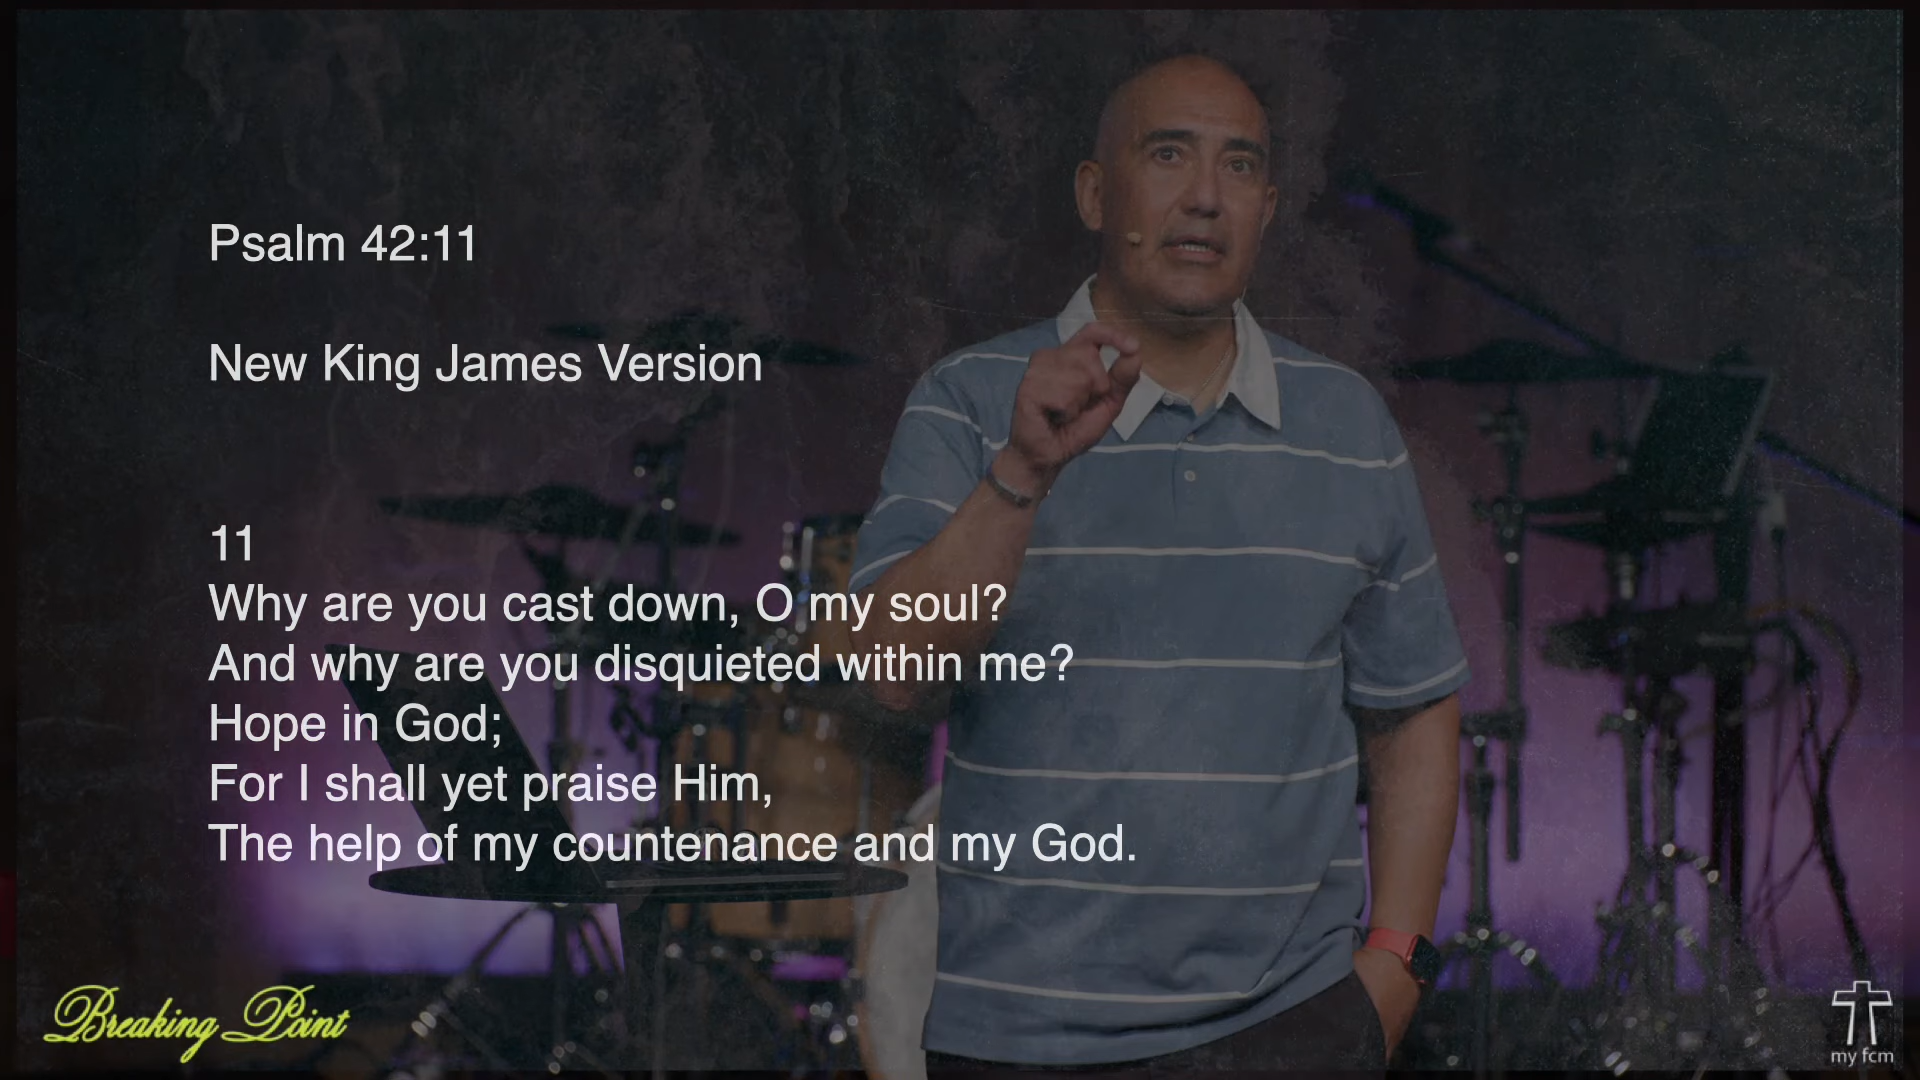 Psalm 42:11
New King James Version
11
Why are you cast down, O my soul?
And why are you disquieted within me?
Hope in God;
For I shall yet praise Him,
The help of my countenance and my God.
Breaking Point
my fcm